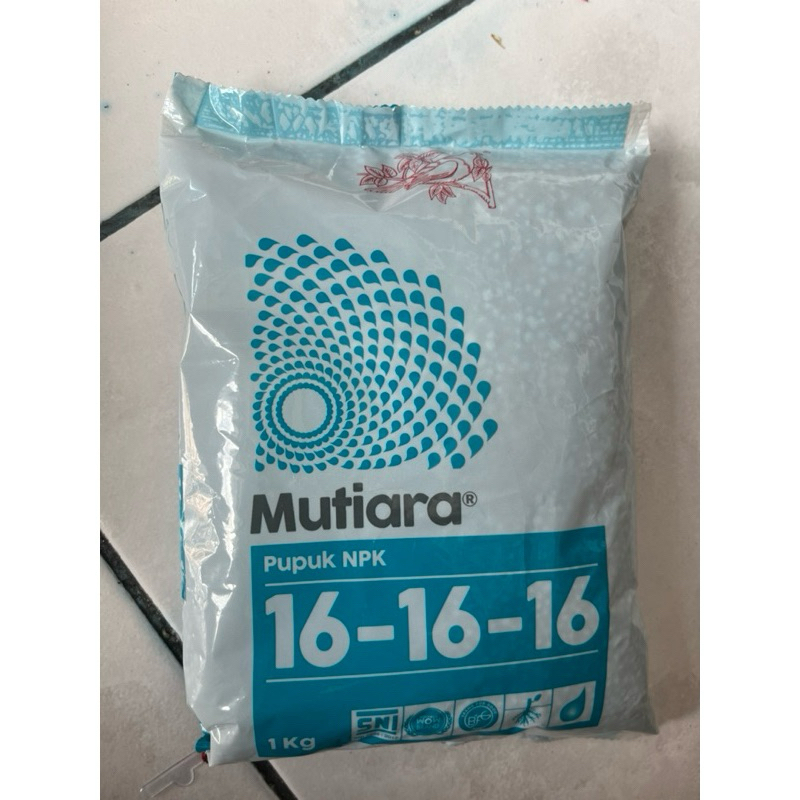 Mutiara®
Pupuk NPK
16-16-16
1 Kg
SNI